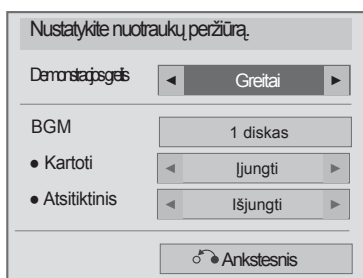 Nustatykite nuotraukų peržiūrą.
Demonstracijos greitis ◄ Greitai ►
BGM 1 diskas
● Kartoti ◄ Įjungti ►
● Atsitiktinis ◄ Išjungti ►
Ankstesnis